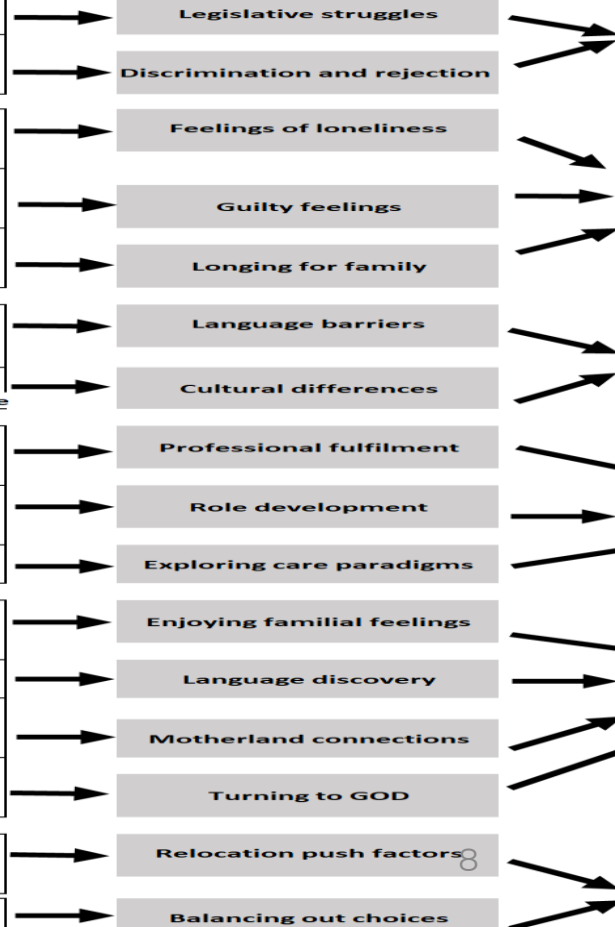 Legislative struggles
Discrimination and rejection
Feelings of loneliness
Guilty feelings
Longing for family
Language barriers
Cultural differences
e
Professional fulfilment
Role development
Exploring care paradigms
Enjoying familial feelings
Language discovery
Motherland connections
Turning to GOD
Relocation push factors
8
Balancing out choices